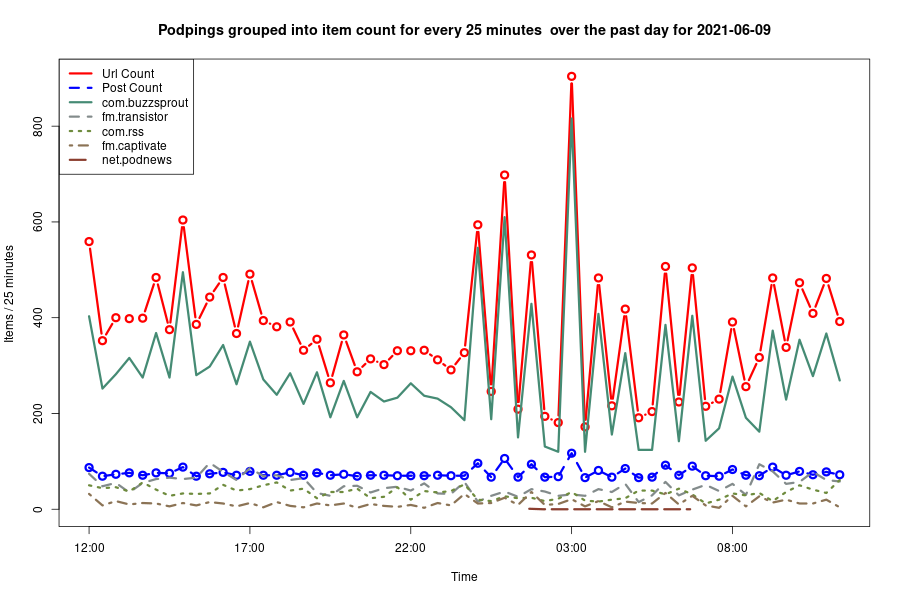 Podpings grouped into item count for every 25 minutes  over the past day for 2021-06-09
Url Count
Post Count
com.buzzsprout
fm.transistor
com.rss
fm.captivate
net.podnews
Items / 25 minutes
800
600
400
200
0
12:00 17:00 22:00 03:00 08:00
Time